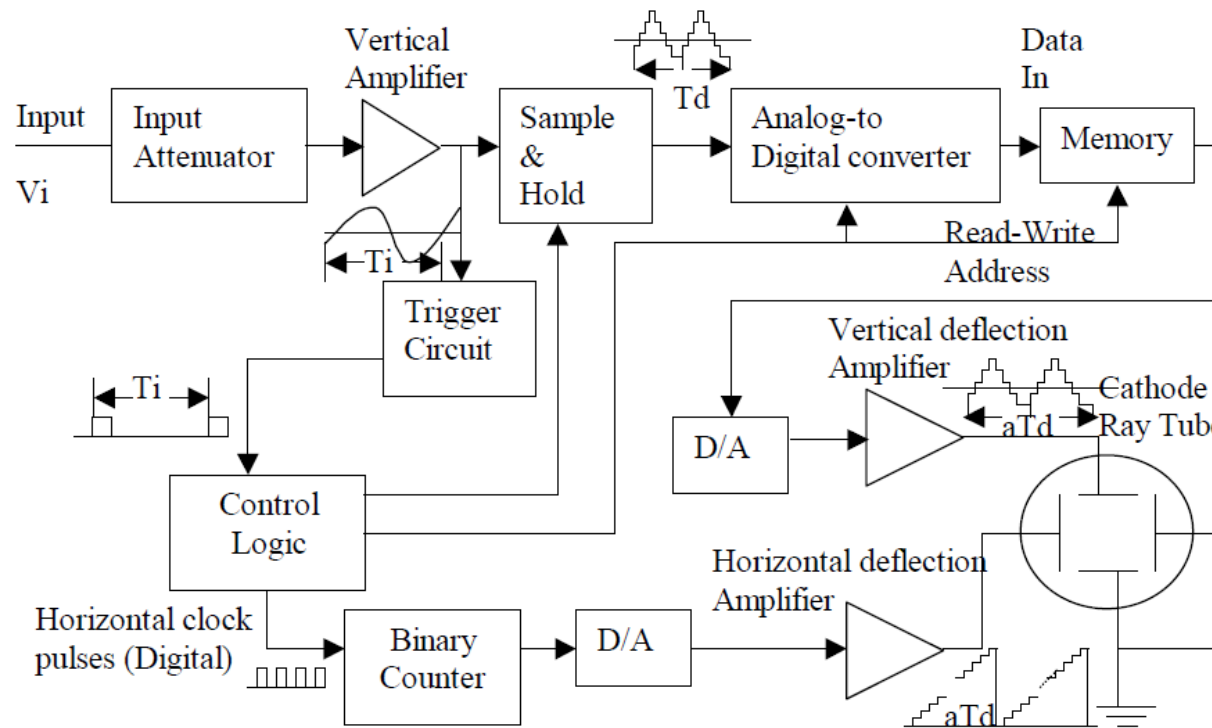 Vertical
Amplifier
Input
Vi
Input
Attenuator
Sample
&
Hold
Td
Analog-to
Digital converter
Data
In
Memory
Read-Write
Address
Ti
Trigger
Circuit
Ti
Control
Logic
Vertical deflection
Amplifier
D/A
aTd
Cathode
Ray Tube
Horizontal deflection
Amplifier
Horizontal clock
pulses (Digital)
Binary
Counter
D/A
aTd